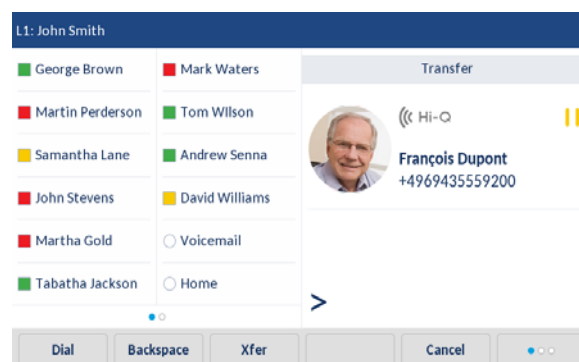 L1: John Smith
George Brown
Mark Waters
Martin Perderson
Tom WIlson
Samantha Lane
Andrew Senna
John Stevens
David Williams
Martha Gold
Voicemail
Tabatha Jackson
Home
Transfer
Hi-Q
François Dupont
+4969435559200
>
Dial
Backspace
Xfer
Cancel